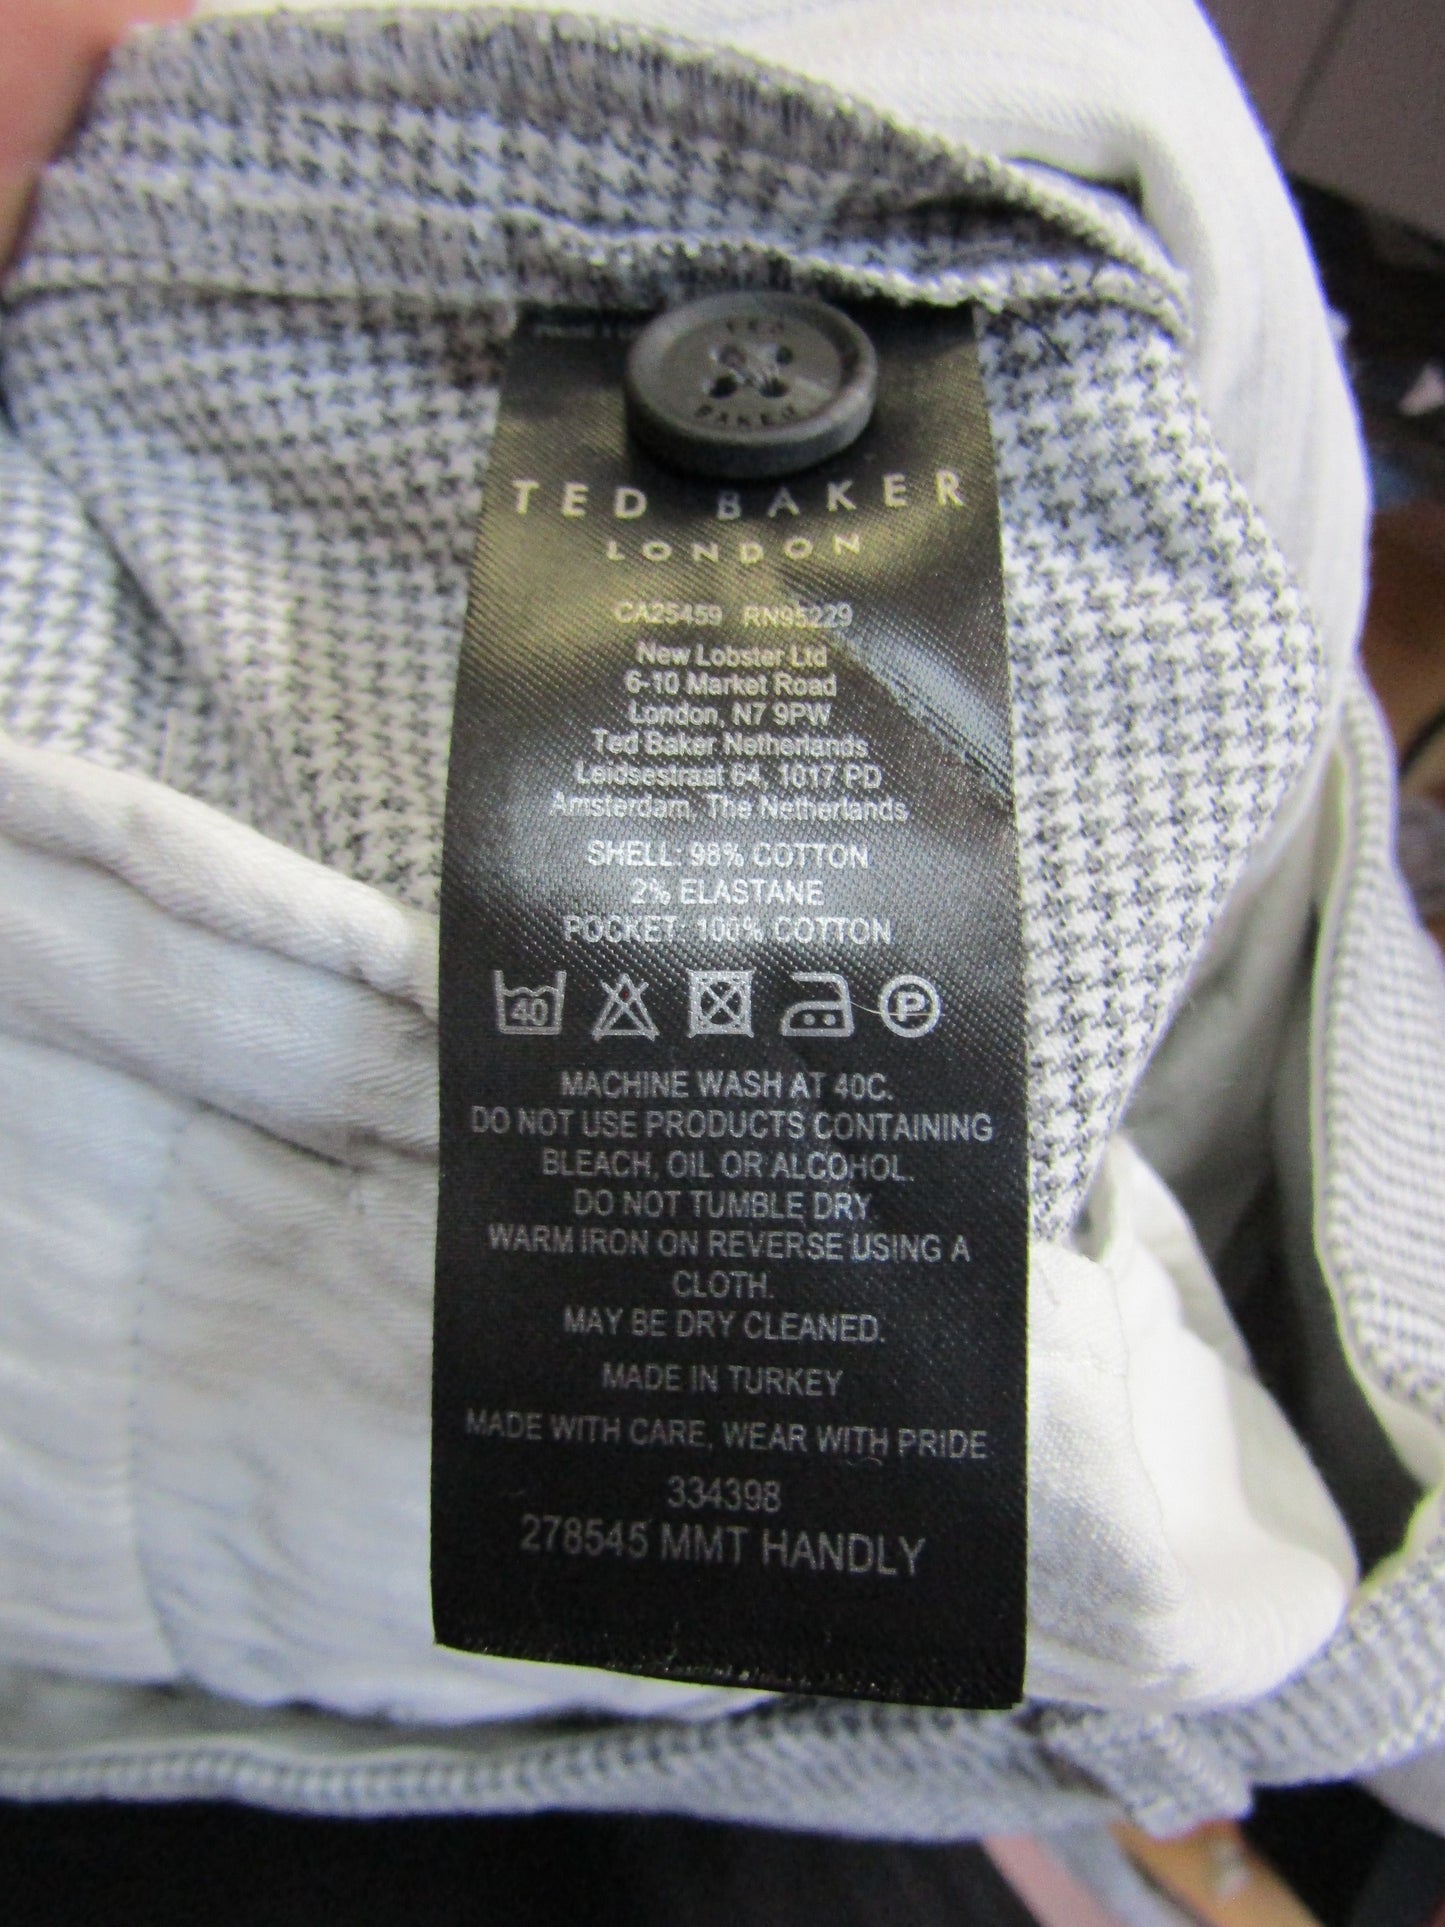 TED
BAKER
TED BAKER
LONDON
CA25459 RN95229
New Lobster Ltd
6-10 Market Road
London, N7 9PW
Ted Baker Netherlands
Leidsestraat 64, 1017 PD
Amsterdam, The Netherlands
SHELL: 98% COTTON
2% ELASTANE
POCKET: 100% COTTON
40 P
MACHINE WASH AT 40C.
DO NOT USE PRODUCTS CONTAINING
BLEACH, OIL OR ALCOHOL.
DO NOT TUMBLE DRY
WARM IRON ON REVERSE USING A
CLOTH.
MAY BE DRY CLEANED.
MADE IN TURKEY
MADE WITH CARE, WEAR WITH PRIDE
334398
278545 MMT HANDLY